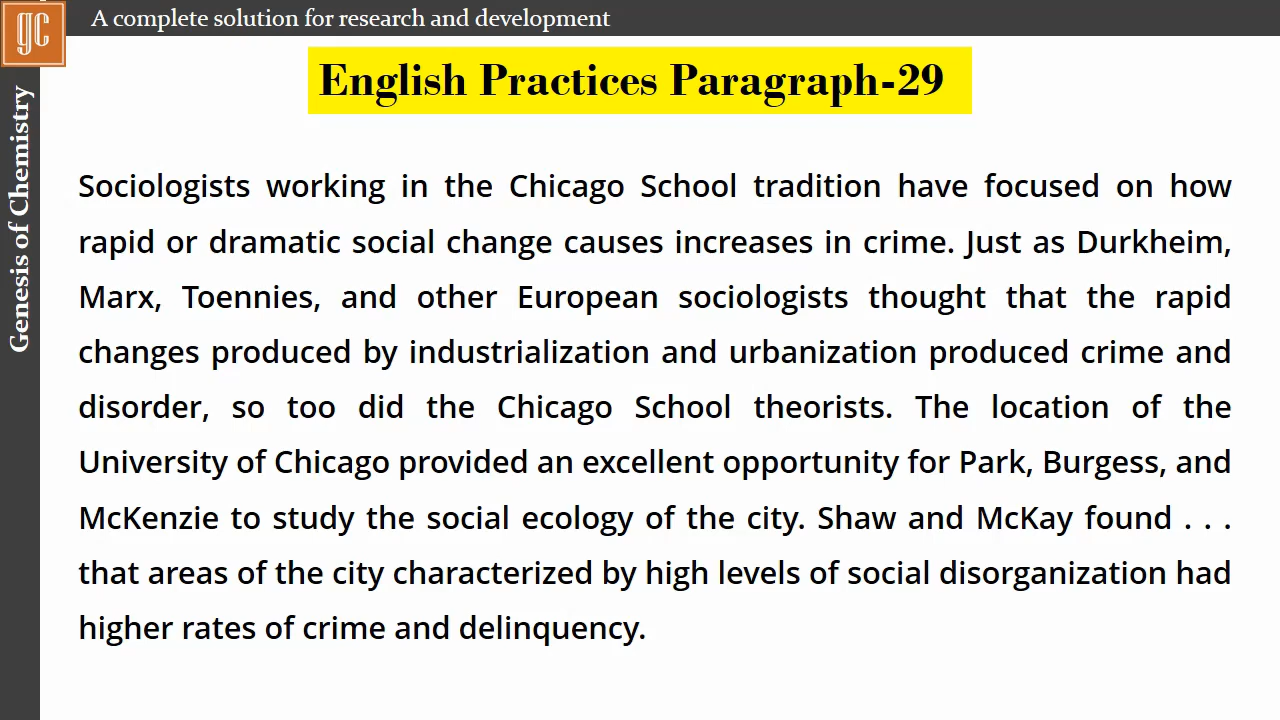 A complete solution for research and development
gc
Genesis of Chemistry
English Practices Paragraph-29
Sociologists working in the Chicago School tradition have focused on how
rapid or dramatic social change causes increases in crime. Just as Durkheim,
Marx, Toennies, and other European sociologists thought that the rapid
changes produced by industrialization and urbanization produced crime and
disorder, so too did the Chicago School theorists. The location of the
University of Chicago provided an excellent opportunity for Park, Burgess, and
McKenzie to study the social ecology of the city. Shaw and McKay found . . .
that areas of the city characterized by high levels of social disorganization had
higher rates of crime and delinquency.